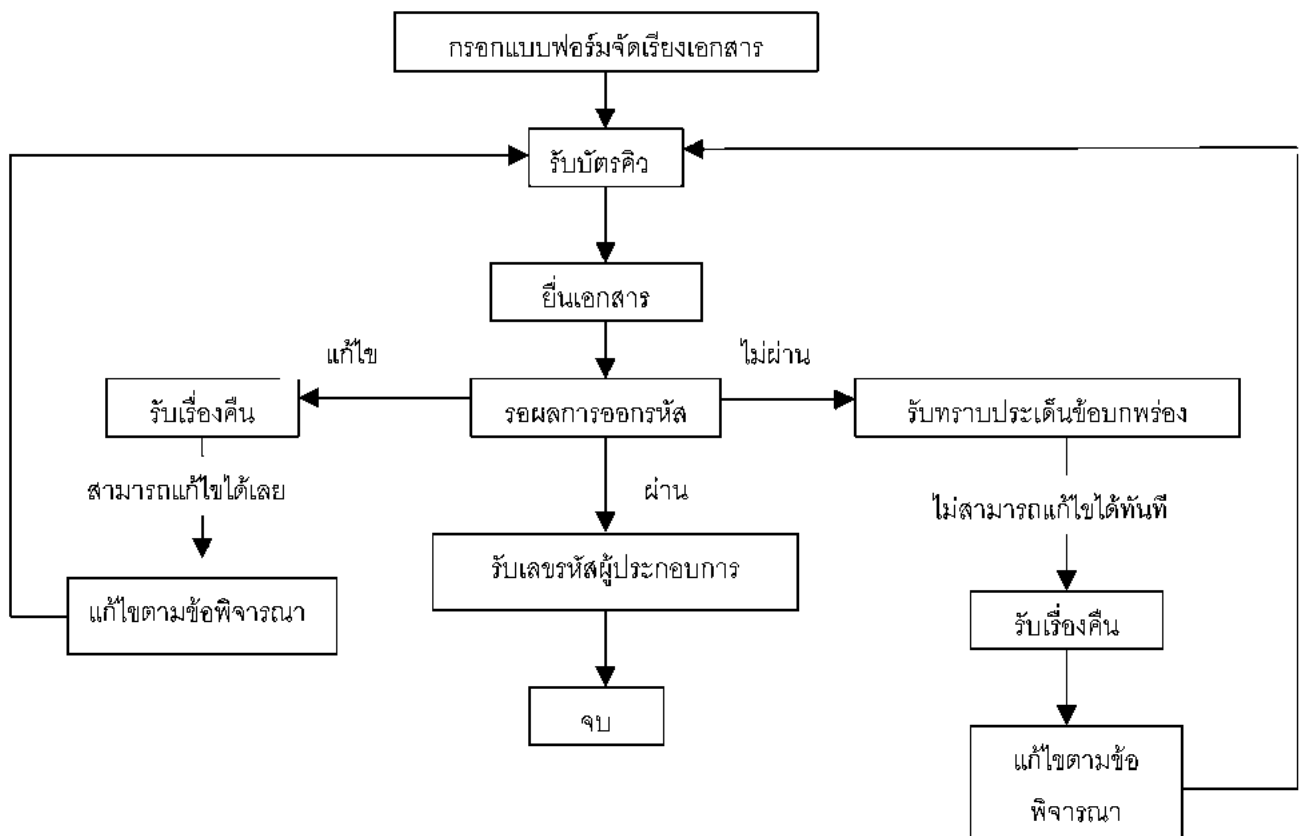 กรอกแบบฟอร์มจัดเรียงเอกสาร
รับบัตรคิว
ยื่นเอกสาร
แก้ไข
ไม่ผ่าน
รับเรื่องคืน
รอผลการออกรหัส
รับทราบประเด็นข้อบกพร่อง
สามารถแก้ไขได้เลย
ผ่าน
ไม่สามารถแก้ไขได้ทันที
รับเลขรหัสผู้ประกอบการ
แก้ไขตามข้อพิจารณา
รับเรื่องคืน
จบ
แก้ไขตามข้อ
พิจารณา